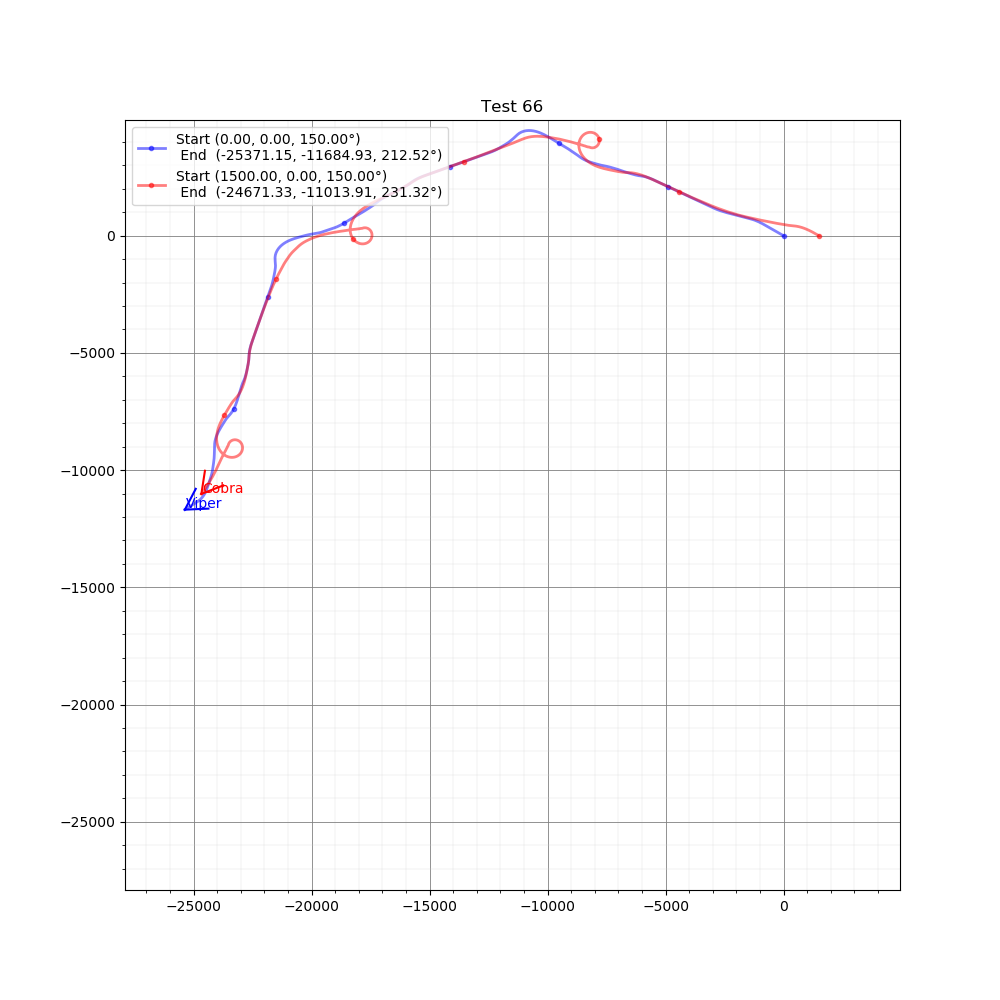 Test 66
Start (0.00, 0.00, 150.00°)
End  (-25371.15, -11684.93, 212.52°)
Start (1500.00, 0.00, 150.00°)
End  (-24671.33, -11013.91, 231.32°)
0
−5000
−10000
−15000
−20000
−25000
Cobra
Viper
−25000
−20000
−15000
−10000
−5000
0